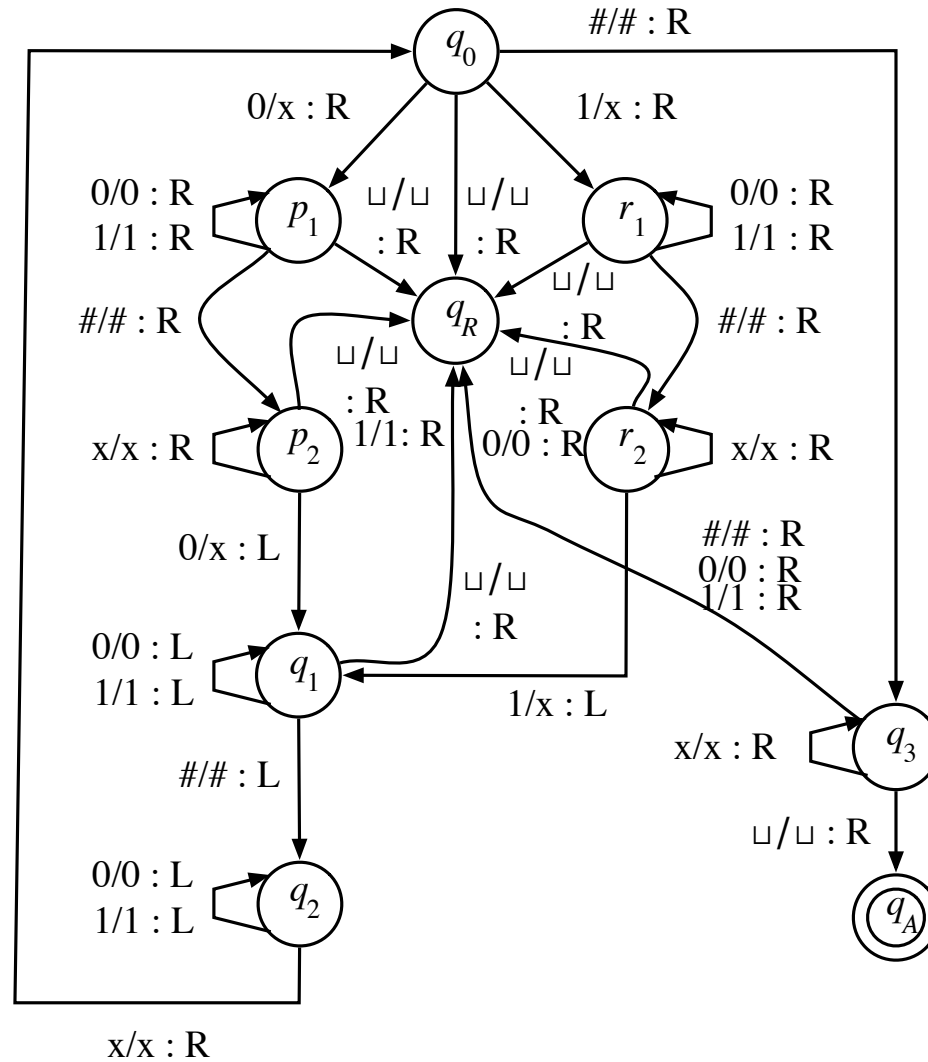 #/# : R
q0
0/x : R
1/x : R
0/0 : R
1/1 : R
p1
⊔/⊔
: R
⊔/⊔
: R
r1
0/0 : R
1/1 : R
⊔/⊔
: R
#/# : R
qR
#/# : R
⊔/⊔
: R
⊔/⊔
: R
x/x : R
p2
1/1: R
0/0 : R
r2
x/x : R
0/x : L
#/# : R
0/0 : R
1/1 : R
⊔/⊔
: R
0/0 : L
1/1 : L
q1
1/x : L
x/x : R
q3
#/# : L
⊔/⊔ : R
0/0 : L
1/1 : L
q2
qA
x/x : R